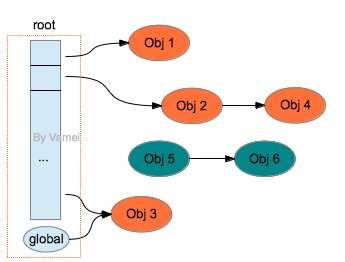 root
Obj 1
Obj 2
Obj 4
By Vamei
Obj 5
Obj 6
...
Obj 3
global